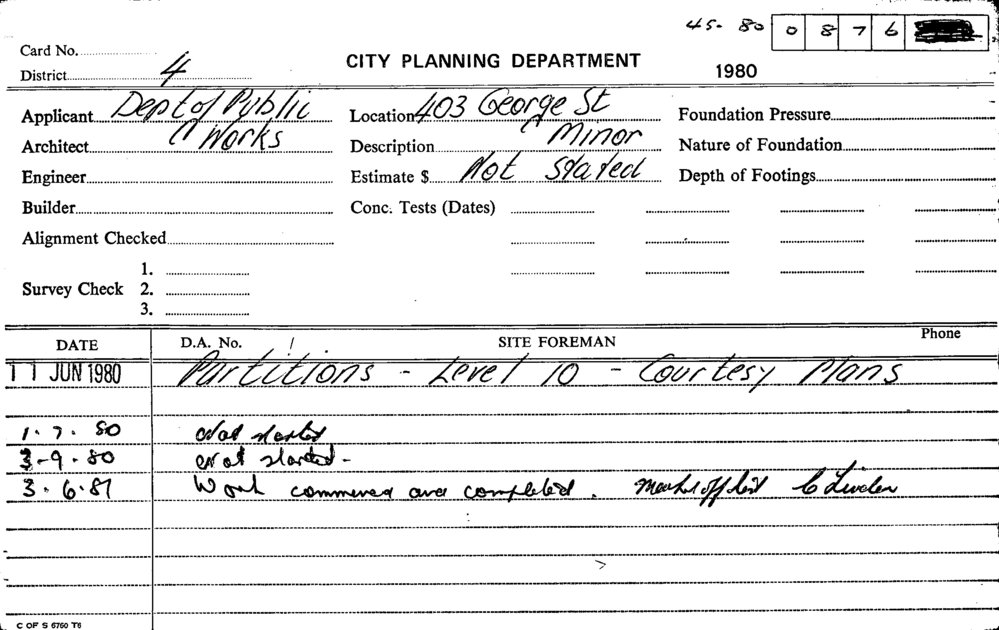 45- 80 0 8 7 6
Card No.
CITY PLANNING DEPARTMENT
District 4
1980
Applicant Dept of Public
Location 403 George St
Foundation Pressure
Architect Works
Description Minor
Nature of Foundation
Engineer
Estimate $ Not Stated
Depth of Footings
Builder
Conc. Tests (Dates)
Alignment Checked
1.
Survey Check 2.
3.
DATE D.A. No. / SITE FOREMAN Phone
11 JUN 1980 Partitions - Level 10 - Courtesy Plans
1. 7. 80 Not started
3-9.80 Not started-
3.6.81 Work commenced and completed. off list
C OF S 6760 T6